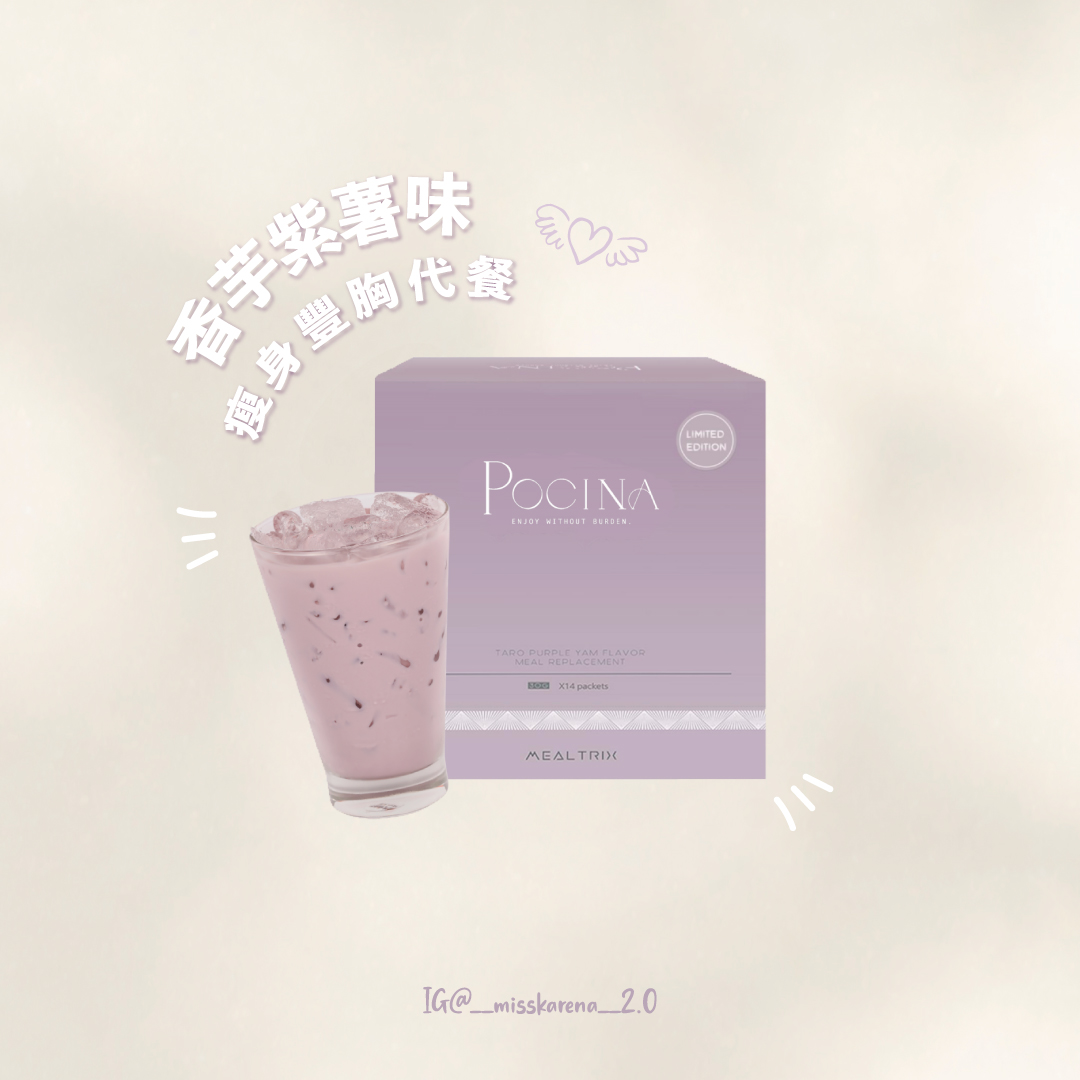 香芋紫薯味
瘦身豐胸代餐
LIMITED
EDITION
POCINA
ENJOY WITHOUT BURDEN.
TARO PURPLE YAM FLAVOR
MEAL REPLACEMENT
X14 packets
MEALTRIX
IG@__misskarena__2.0